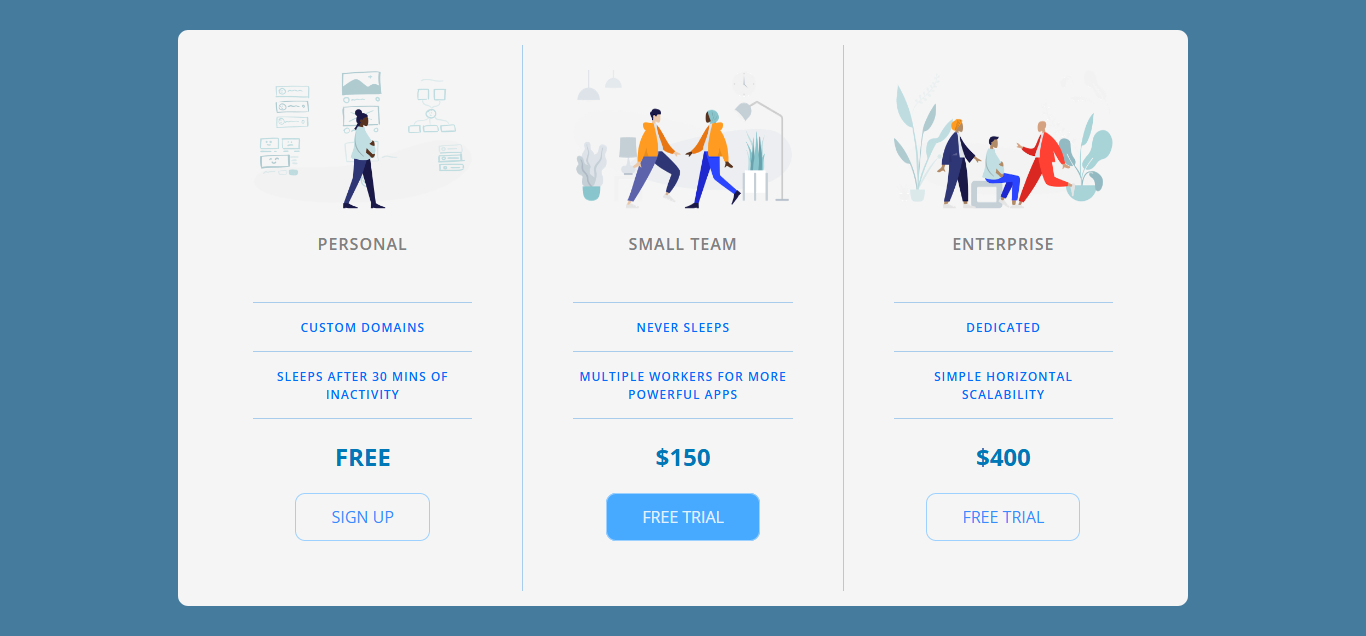 PERSONAL
CUSTOM DOMAINS
SLEEPS AFTER 30 MINS OF
INACTIVITY
FREE
SIGN UP
SMALL TEAM
NEVER SLEEPS
MULTIPLE WORKERS FOR MORE
POWERFUL APPS
$150
FREE TRIAL
ENTERPRISE
DEDICATED
SIMPLE HORIZONTAL
SCALABILITY
$400
FREE TRIAL